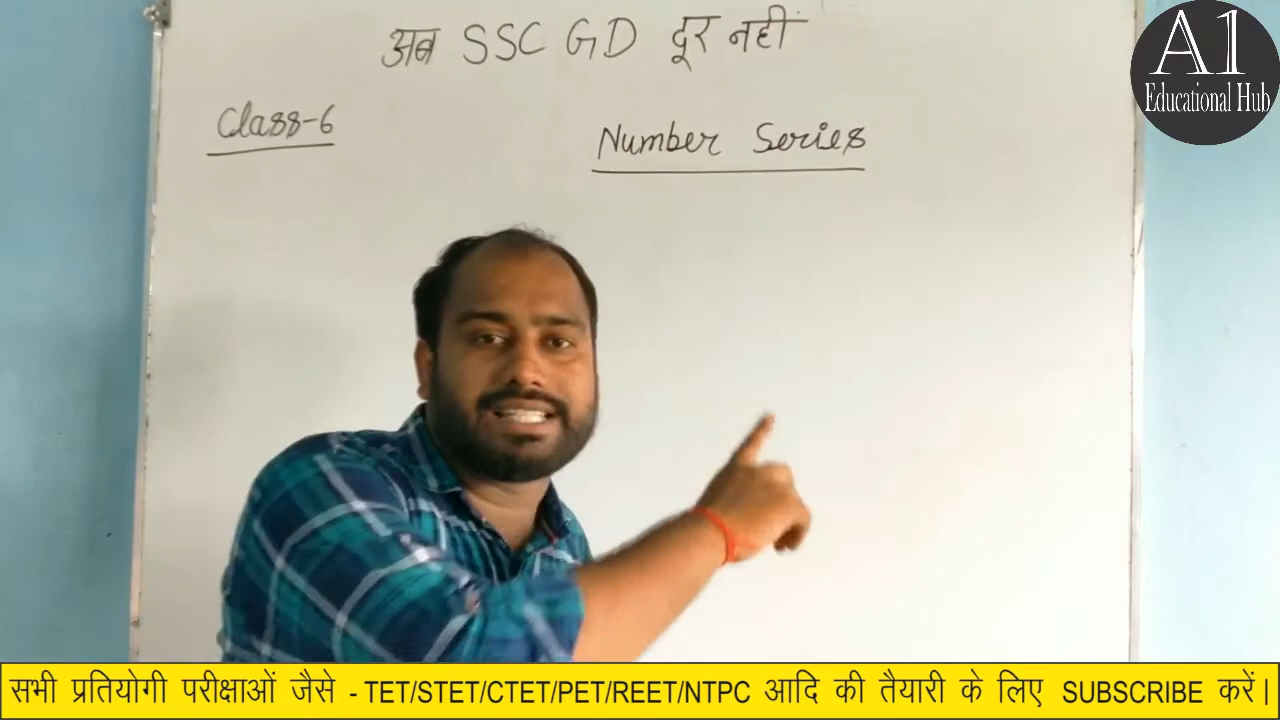 अब SSC GD दूर नहीं
A1
Educational Hub
Class-6
Number Series
सभी प्रतियोगी परीक्षाओं जैसे - TET/STET/CTET/PET/REET/NTPC आदि की तैयारी के लिए SUBSCRIBE करें|